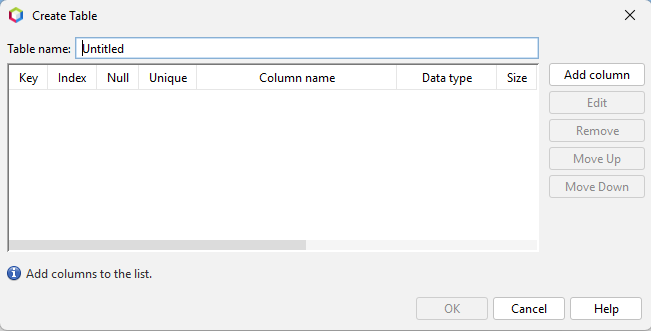 Create Table
Table name: Untitled
Key Index Null Unique Column name Data type Size
Add column
Edit
Remove
Move Up
Move Down
Add columns to the list.
OK Cancel Help